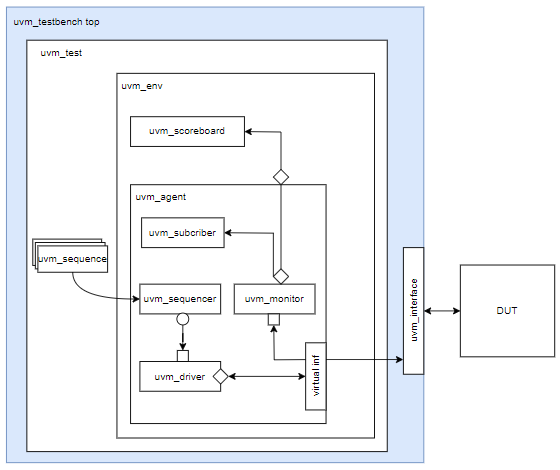 uvm_testbench top
uvm_test
uvm_env
uvm_scoreboard
uvm_agent
uvm_subcriber
uvm_sequence
uvm_sequencer
uvm_monitor
uvm_driver
virtual inf
uvm_interface
DUT